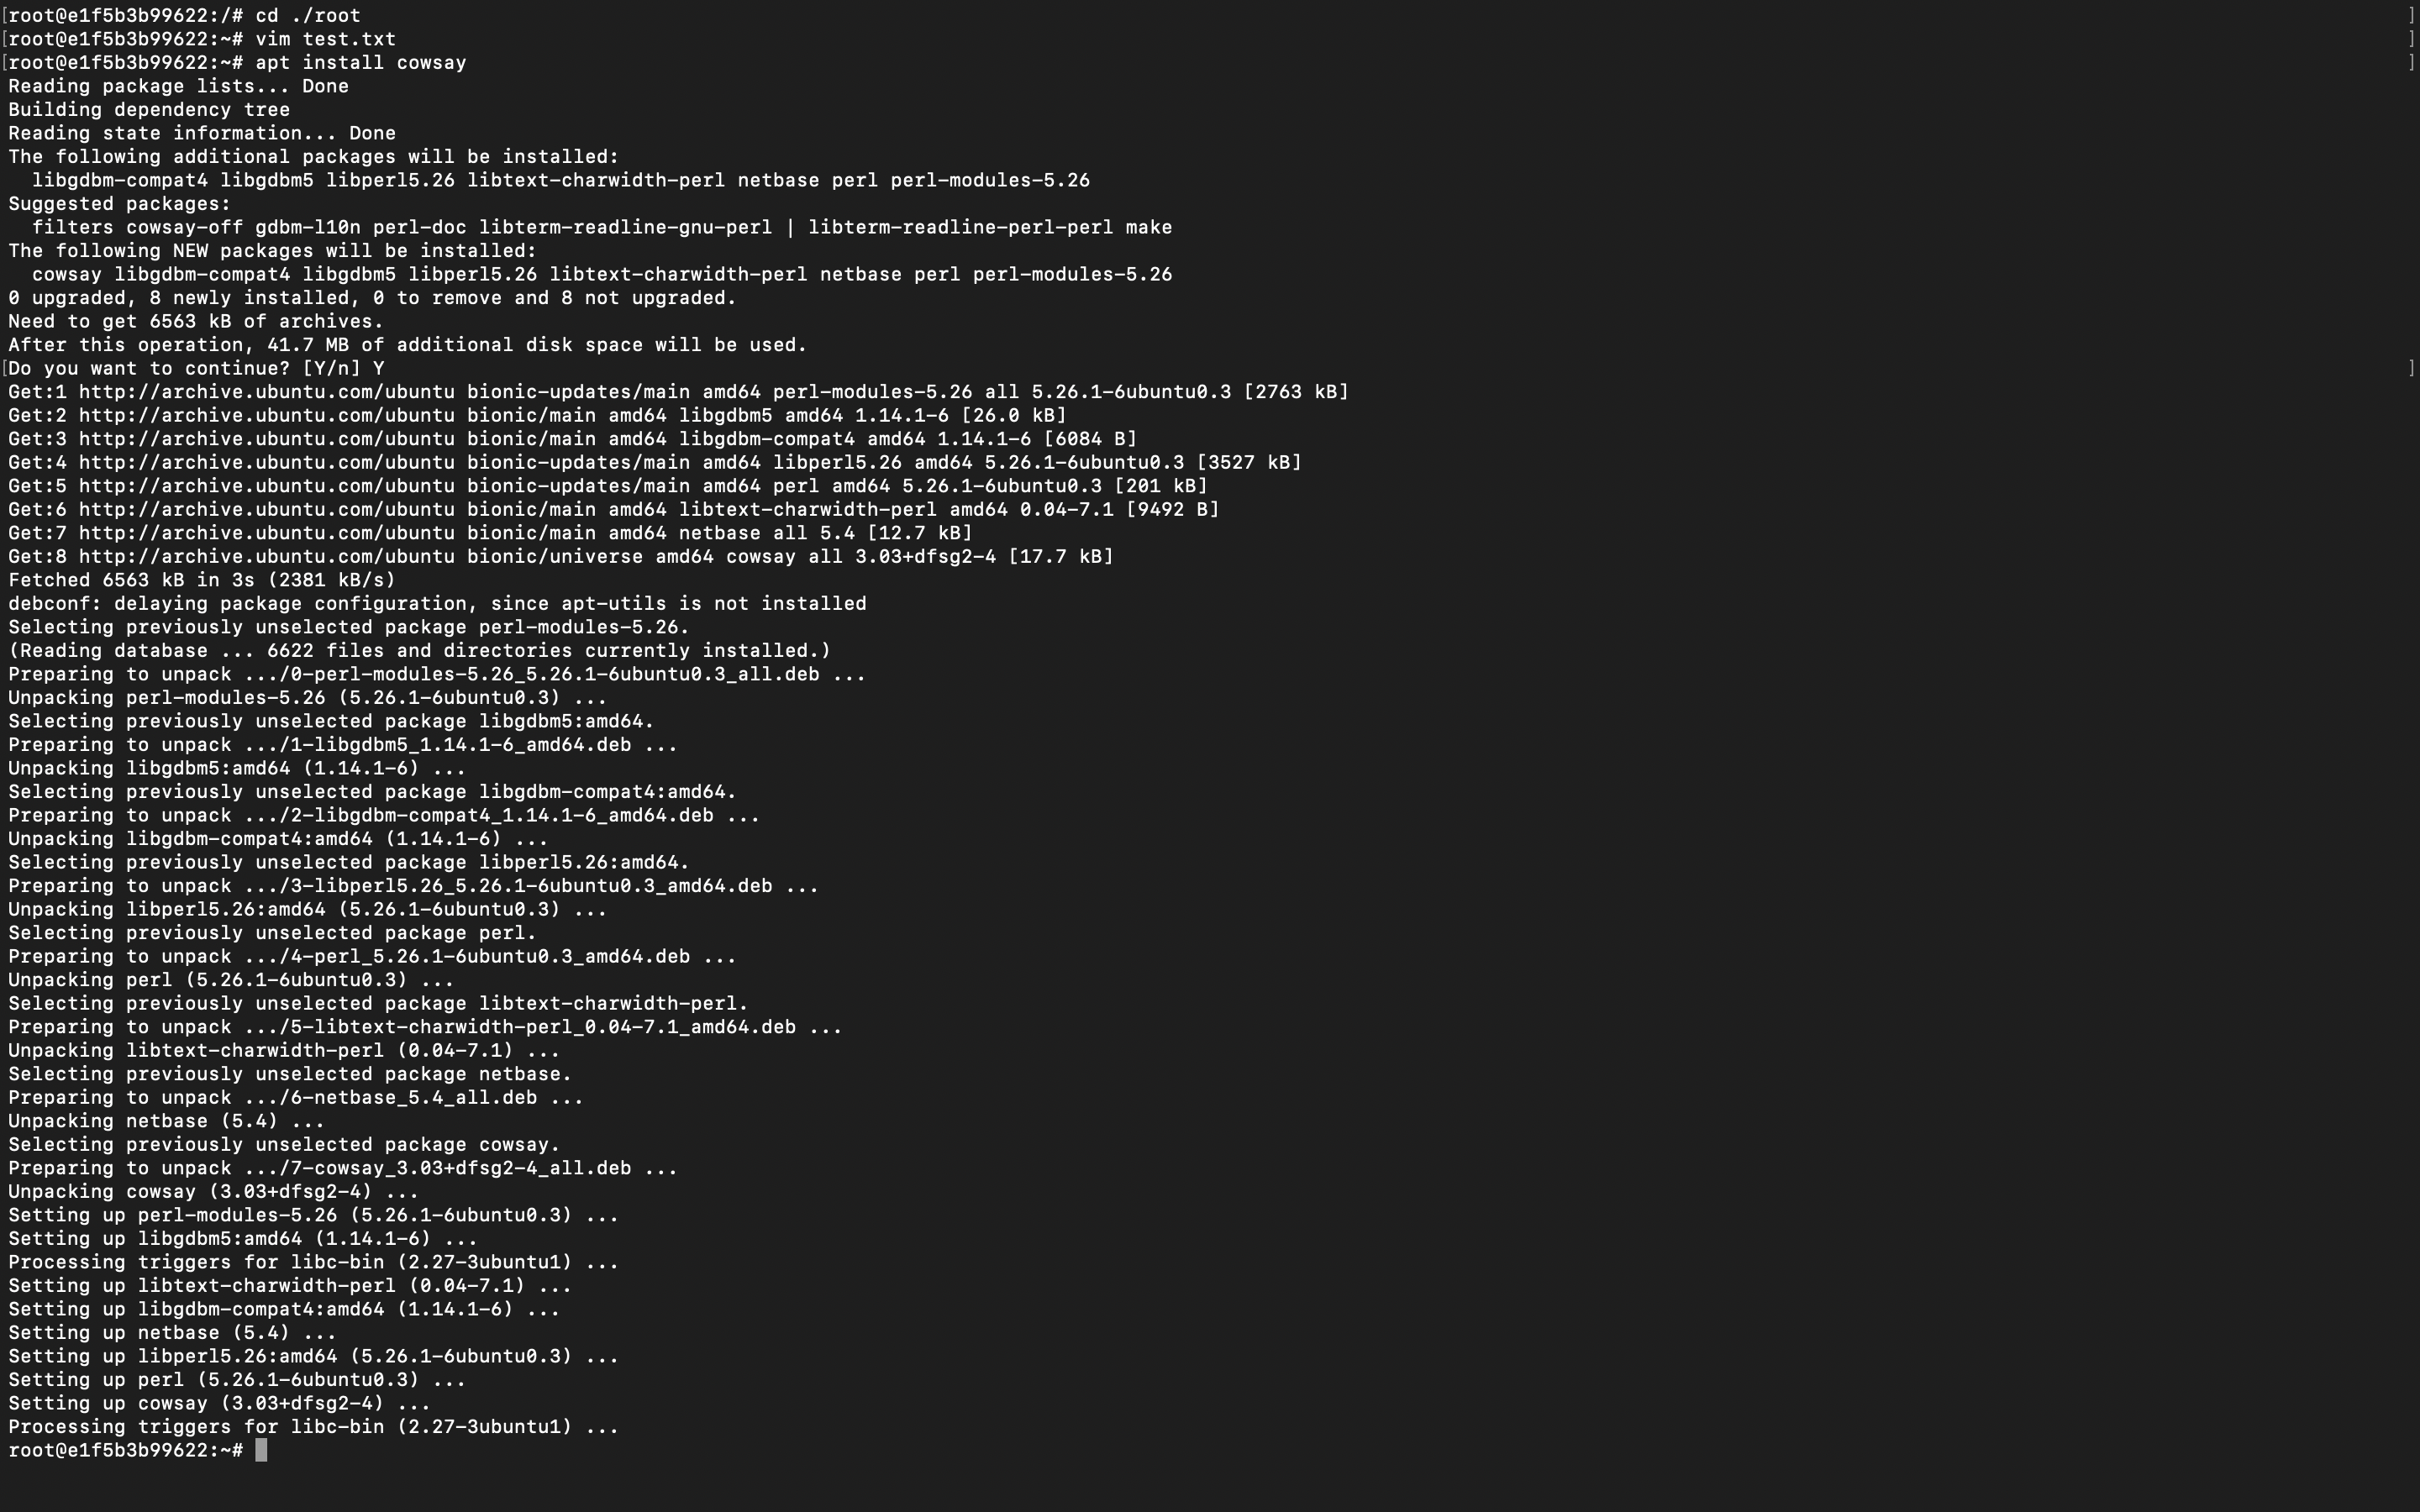 [root@e1f5b3b99622:/# cd ./root ]
[root@e1f5b3b99622:~# vim test.txt ]
[root@e1f5b3b99622:~# apt install cowsay ]
Reading package lists... Done
Building dependency tree
Reading state information... Done
The following additional packages will be installed:
  libgdbm-compat4 libgdbm5 libperl5.26 libtext-charwidth-perl netbase perl perl-modules-5.26
Suggested packages:
  filters cowsay-off gdbm-l10n perl-doc libterm-readline-gnu-perl | libterm-readline-perl-perl make
The following NEW packages will be installed:
  cowsay libgdbm-compat4 libgdbm5 libperl5.26 libtext-charwidth-perl netbase perl perl-modules-5.26
0 upgraded, 8 newly installed, 0 to remove and 8 not upgraded.
Need to get 6563 kB of archives.
After this operation, 41.7 MB of additional disk space will be used.
[Do you want to continue? [Y/n] Y ]
Get:1 http://archive.ubuntu.com/ubuntu bionic-updates/main amd64 perl-modules-5.26 all 5.26.1-6ubuntu0.3 [2763 kB]
Get:2 http://archive.ubuntu.com/ubuntu bionic/main amd64 libgdbm5 amd64 1.14.1-6 [26.0 kB]
Get:3 http://archive.ubuntu.com/ubuntu bionic/main amd64 libgdbm-compat4 amd64 1.14.1-6 [6084 B]
Get:4 http://archive.ubuntu.com/ubuntu bionic-updates/main amd64 libperl5.26 amd64 5.26.1-6ubuntu0.3 [3527 kB]
Get:5 http://archive.ubuntu.com/ubuntu bionic-updates/main amd64 perl amd64 5.26.1-6ubuntu0.3 [201 kB]
Get:6 http://archive.ubuntu.com/ubuntu bionic/main amd64 libtext-charwidth-perl amd64 0.04-7.1 [9492 B]
Get:7 http://archive.ubuntu.com/ubuntu bionic/main amd64 netbase all 5.4 [12.7 kB]
Get:8 http://archive.ubuntu.com/ubuntu bionic/universe amd64 cowsay all 3.03+dfsg2-4 [17.7 kB]
Fetched 6563 kB in 3s (2381 kB/s)
debconf: delaying package configuration, since apt-utils is not installed
Selecting previously unselected package perl-modules-5.26.
(Reading database ... 6622 files and directories currently installed.)
Preparing to unpack .../0-perl-modules-5.26_5.26.1-6ubuntu0.3_all.deb ...
Unpacking perl-modules-5.26 (5.26.1-6ubuntu0.3) ...
Selecting previously unselected package libgdbm5:amd64.
Preparing to unpack .../1-libgdbm5_1.14.1-6_amd64.deb ...
Unpacking libgdbm5:amd64 (1.14.1-6) ...
Selecting previously unselected package libgdbm-compat4:amd64.
Preparing to unpack .../2-libgdbm-compat4_1.14.1-6_amd64.deb ...
Unpacking libgdbm-compat4:amd64 (1.14.1-6) ...
Selecting previously unselected package libperl5.26:amd64.
Preparing to unpack .../3-libperl5.26_5.26.1-6ubuntu0.3_amd64.deb ...
Unpacking libperl5.26:amd64 (5.26.1-6ubuntu0.3) ...
Selecting previously unselected package perl.
Preparing to unpack .../4-perl_5.26.1-6ubuntu0.3_amd64.deb ...
Unpacking perl (5.26.1-6ubuntu0.3) ...
Selecting previously unselected package libtext-charwidth-perl.
Preparing to unpack .../5-libtext-charwidth-perl_0.04-7.1_amd64.deb ...
Unpacking libtext-charwidth-perl (0.04-7.1) ...
Selecting previously unselected package netbase.
Preparing to unpack .../6-netbase_5.4_all.deb ...
Unpacking netbase (5.4) ...
Selecting previously unselected package cowsay.
Preparing to unpack .../7-cowsay_3.03+dfsg2-4_all.deb ...
Unpacking cowsay (3.03+dfsg2-4) ...
Setting up perl-modules-5.26 (5.26.1-6ubuntu0.3) ...
Setting up libgdbm5:amd64 (1.14.1-6) ...
Processing triggers for libc-bin (2.27-3ubuntu1) ...
Setting up libtext-charwidth-perl (0.04-7.1) ...
Setting up libgdbm-compat4:amd64 (1.14.1-6) ...
Setting up netbase (5.4) ...
Setting up libperl5.26:amd64 (5.26.1-6ubuntu0.3) ...
Setting up perl (5.26.1-6ubuntu0.3) ...
Setting up cowsay (3.03+dfsg2-4) ...
Processing triggers for libc-bin (2.27-3ubuntu1) ...
root@e1f5b3b99622:~#